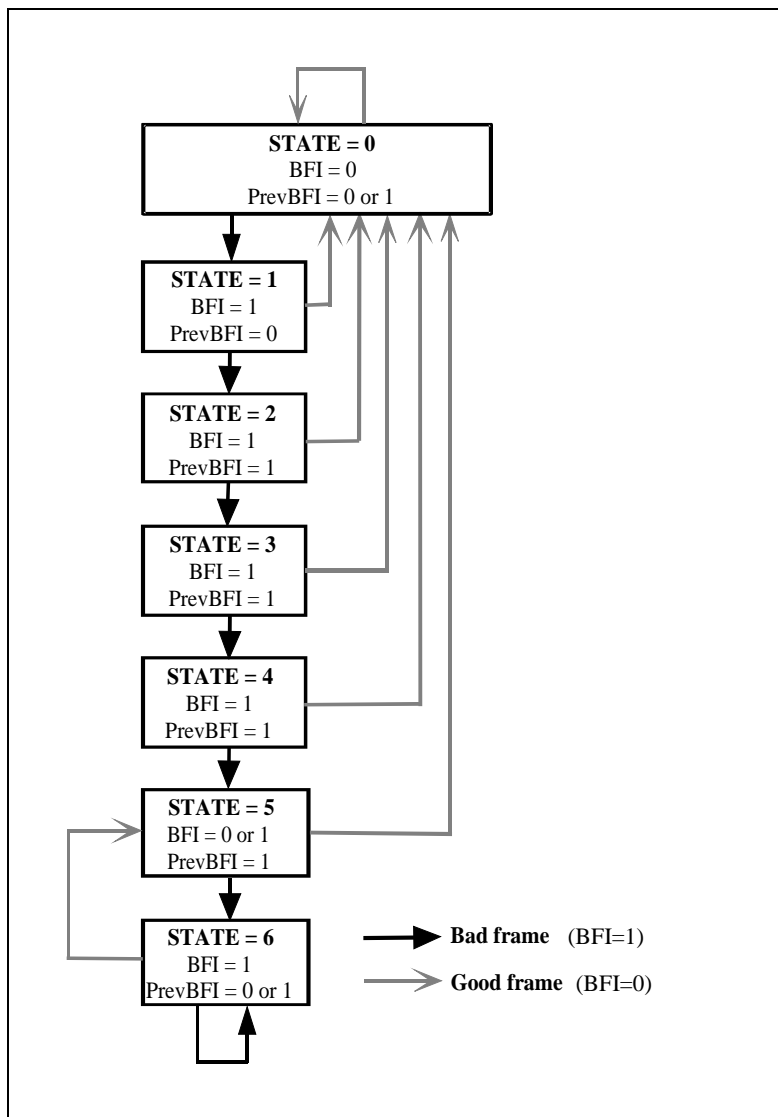 STATE = 0
BFI = 0
PrevBFI = 0 or 1
STATE = 1
BFI = 1
PrevBFI = 0
STATE = 2
BFI = 1
PrevBFI = 1
STATE = 3
BFI = 1
PrevBFI = 1
STATE = 4
BFI = 1
PrevBFI = 1
STATE = 5
BFI = 0 or 1
PrevBFI = 1
STATE = 6
BFI = 1
PrevBFI = 0 or 1
Bad frame (BFI=1)
Good frame (BFI=0)